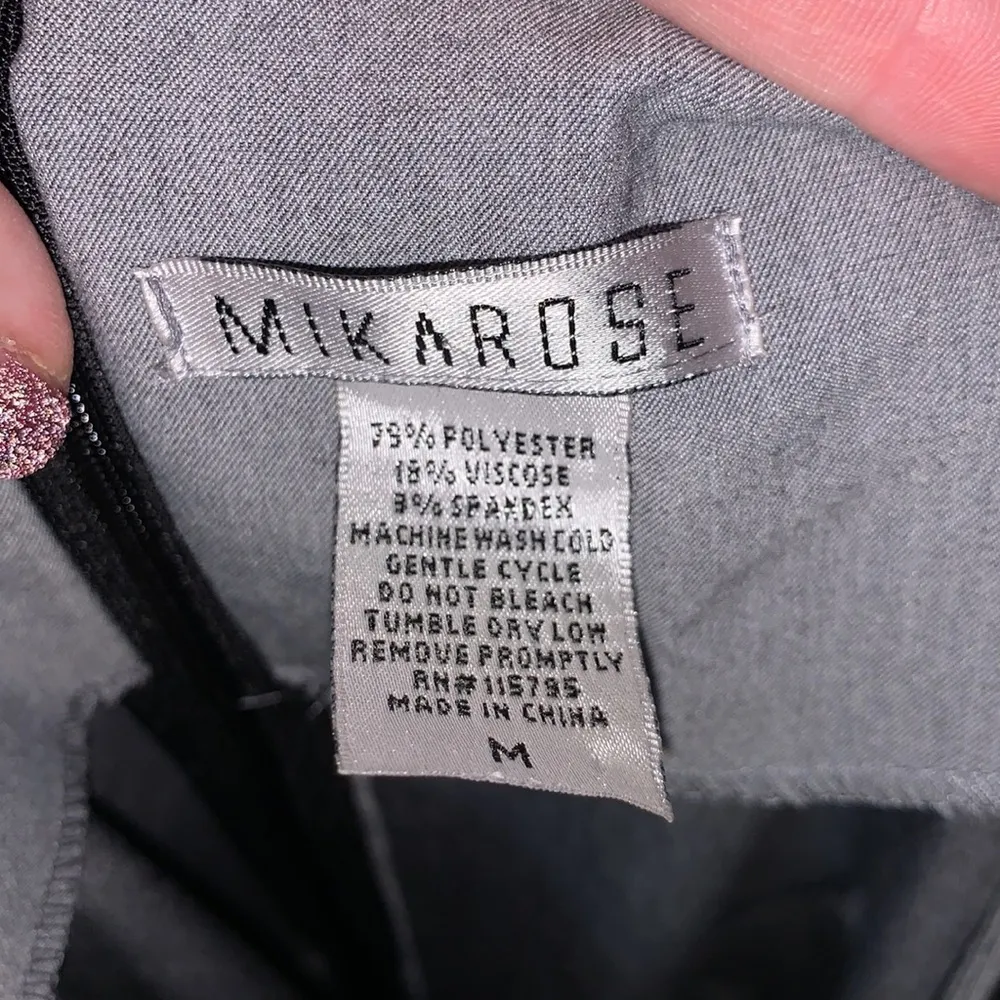 MIKAROSE
79% POLYESTER
18% VISCOSE
3% SPANDEX
MACHINE WASH COLD
GENTLE CYCLE
DO NOT BLEACH
TUMBLE DRY LOW
REMOVE PROMPTLY
RN# 115795
MADE IN CHINA
M